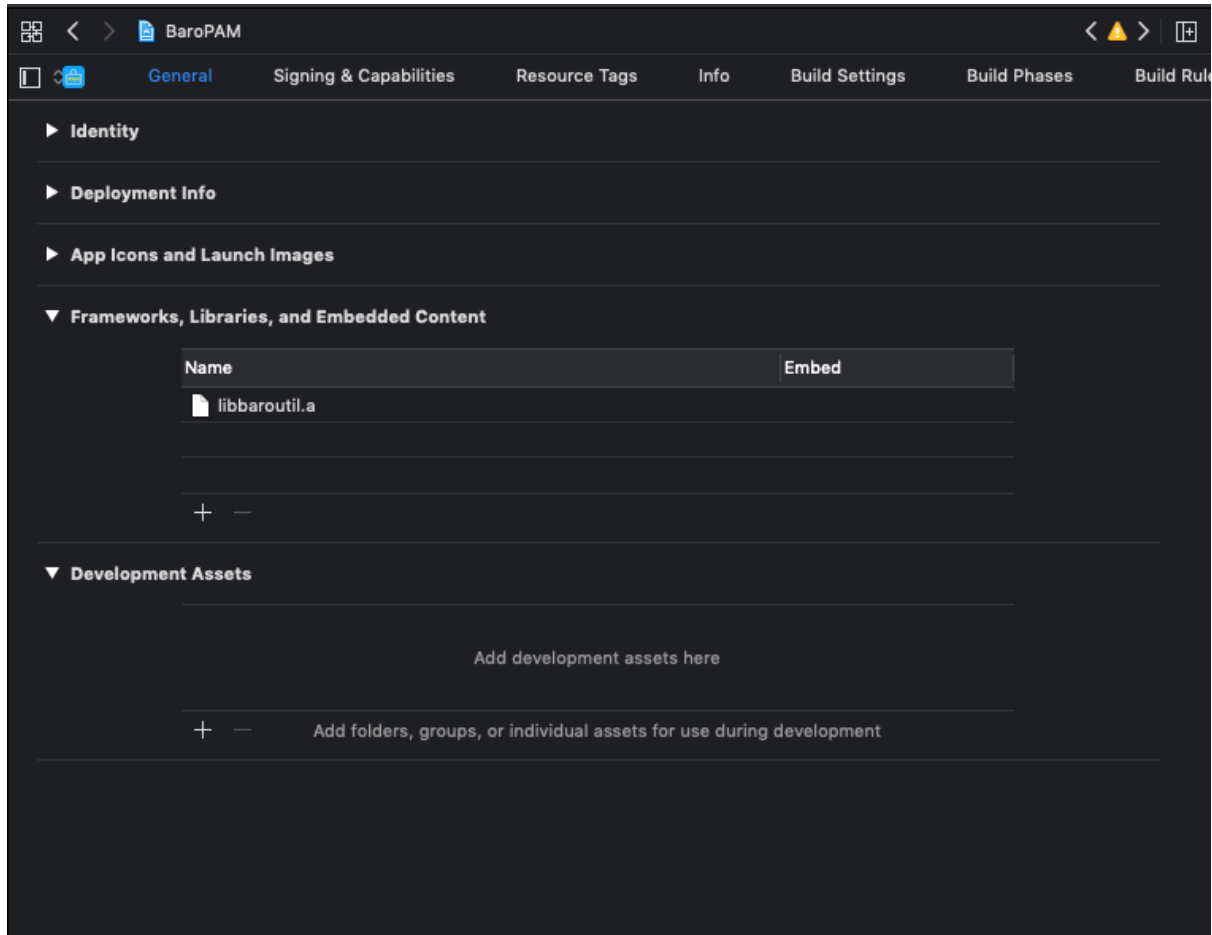 BaroPAM
General Signing & Capabilities Resource Tags Info Build Settings Build Phases Build Rul
Identity
Deployment Info
App Icons and Launch Images
Frameworks, Libraries, and Embedded Content
Name Embed
libbaroutil.a
Development Assets
Add development assets here
Add folders, groups, or individual assets for use during development